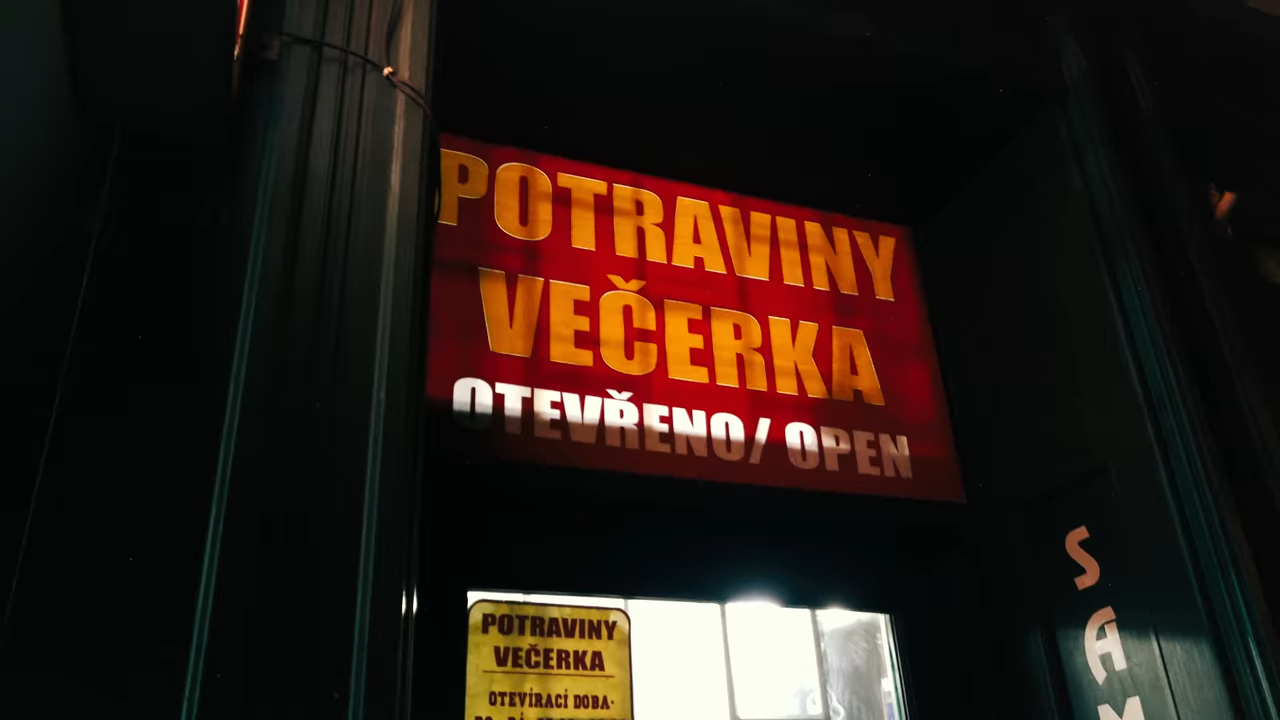 POTRAVINY
VEČERKA
OTEVŘENO/ OPEN
POTRAVINY
VEČERKA
OTEVÍRACÍ DOBA:
S
A
M